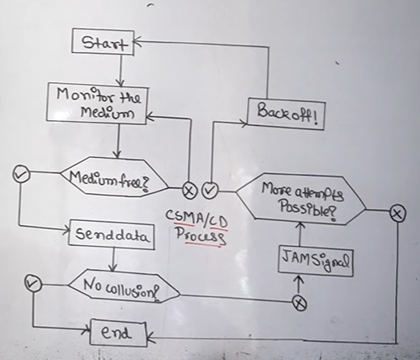 Start
Monitor the
Medium
Backoff!
Medium free?
More attempts
Possible?
CSMA/CD
Process
Send data
JAM Signal
No collusion?
end